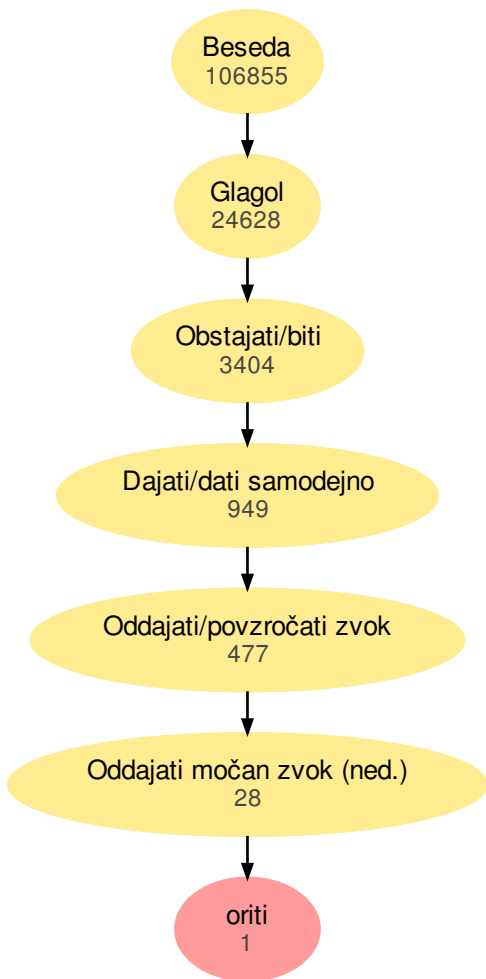 Beseda
106855
Glagol
24628
Obstajati/biti
3404
Dajati/dati samodejno
949
Oddajati/povzročati zvok
477
Oddajati močan zvok (ned.)
28
oriti
1